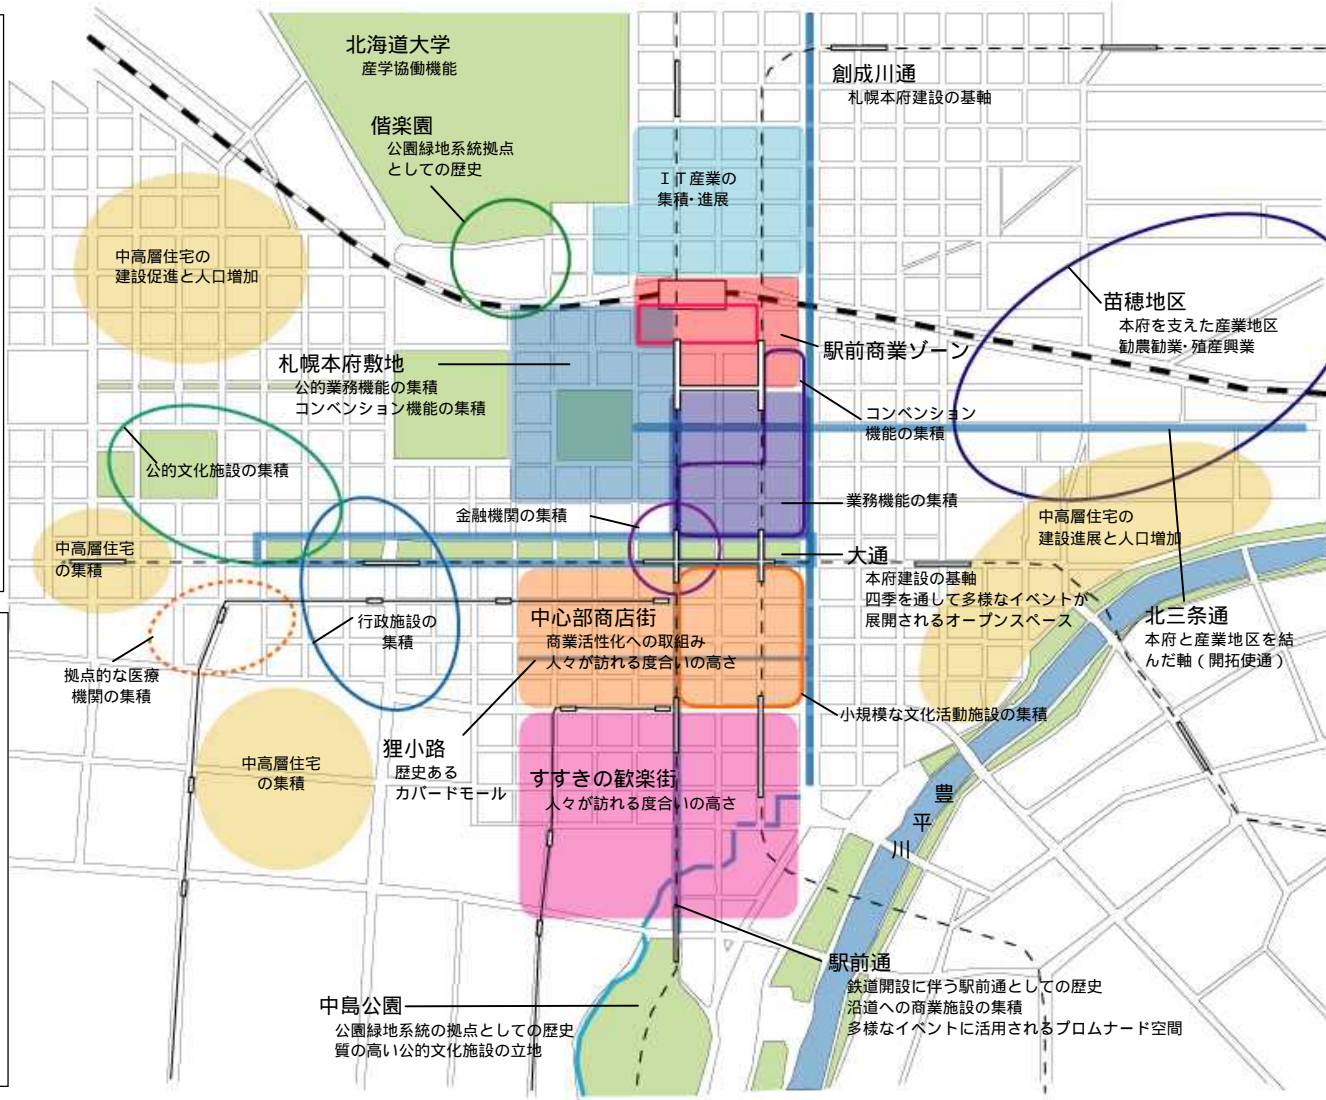 北海道大学
産学協働機能
創成川通
札幌本府建設の基軸
偕楽園
公園緑地系統拠点
としての歴史
ＩＴ産業の
集積・進展
中高層住宅の
建設促進と人口増加
苗穂地区
本府を支えた産業地区
勧農勧業・殖産興業
札幌本府敷地
公的業務機能の集積
コンベンション機能の集積
駅前商業ゾーン
コンベンション
機能の集積
公的文化施設の集積
業務機能の集積
金融機関の集積
中高層住宅の
建設進展と人口増加
中高層住宅
の集積
大通
本府建設の基軸
四季を通して多様なイベントが
展開されるオープンスペース
北三条通
本府と産業地区を結
んだ軸（開拓使通）
行政施設の
集積
中心部商店街
商業活性化への取組み
人々が訪れる度合いの高さ
拠点的な医療
機関の集積
小規模な文化活動施設の集積
狸小路
歴史ある
カバードモール
中高層住宅
の集積
すすきの歓楽街
人々が訪れる度合いの高さ
豊平川
駅前通
鉄道開設に伴う駅前通としての歴史
沿道への商業施設の集積
多様なイベントに活用されるプロムナード空間
中島公園
公園緑地系統の拠点としての歴史
質の高い公的文化施設の立地